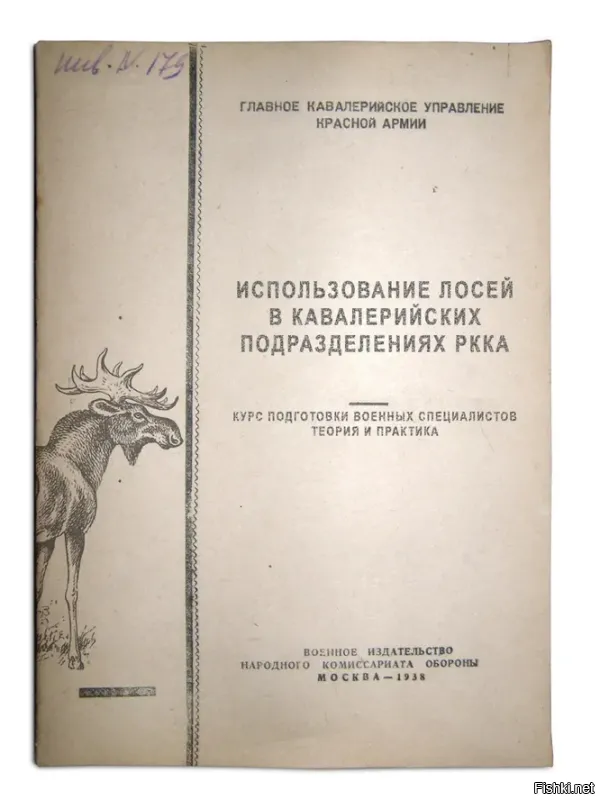 инв. N. 179
ГЛАВНОЕ КАВАЛЕРИЙСКОЕ УПРАВЛЕНИЕ
КРАСНОЙ АРМИИ
ИСПОЛЬЗОВАНИЕ ЛОСЕЙ
В КАВАЛЕРИЙСКИХ
ПОДРАЗДЕЛЕНИЯХ РККА
КУРС ПОДГОТОВКИ ВОЕННЫХ СПЕЦИАЛИСТОВ
ТЕОРИЯ И ПРАКТИКА
ВОЕННОЕ ИЗДАТЕЛЬСТВО
НАРОДНОГО КОМИССАРИАТА ОБОРОНЫ
МОСКВА — 1938
Fishki.net